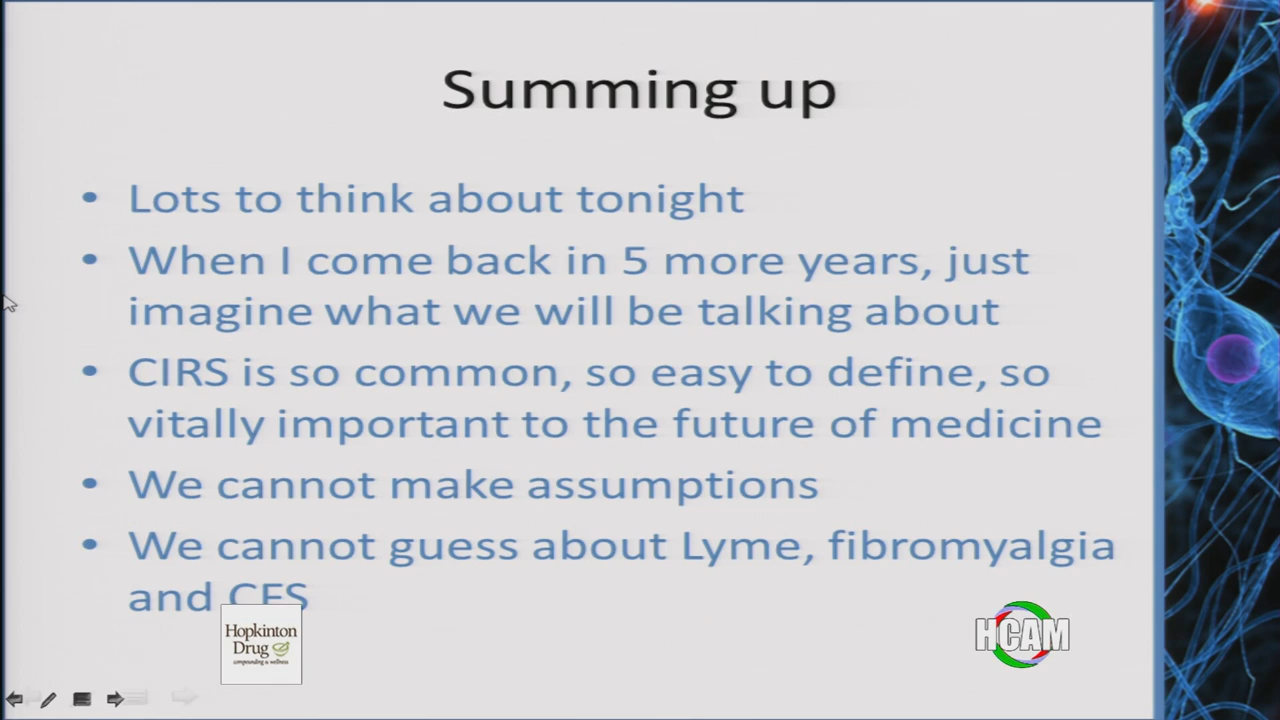 Summing up
• Lots to think about tonight
• When I come back in 5 more years, just
imagine what we will be talking about
• CIRS is so common, so easy to define, so
vitally important to the future of medicine
• We cannot make assumptions
• We cannot guess about Lyme, fibromyalgia
and CFS
Hopkinton
Drug
compounding & wellness
HCAM